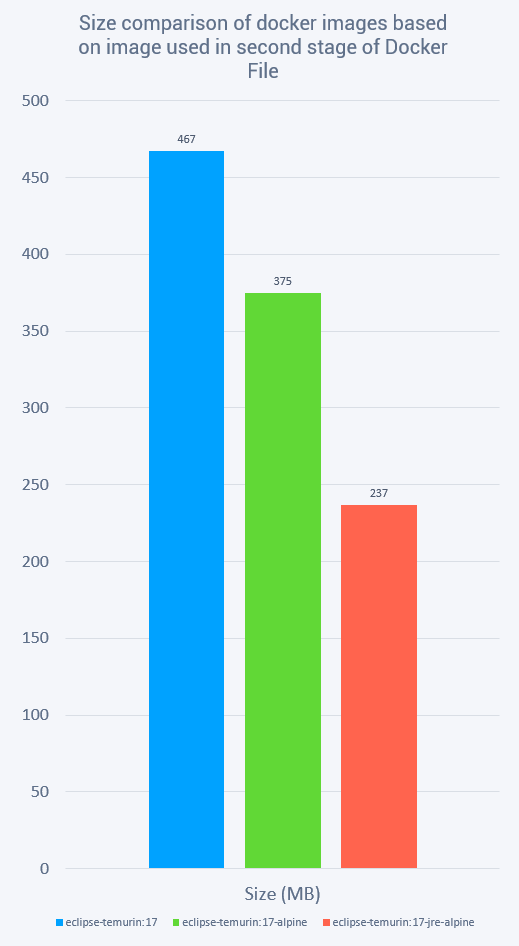 Size comparison of docker images based
on image used in second stage of Docker
File
500
450
400
350
300
250
200
150
100
50
0
467
375
237
Size (MB)
eclipse-temurin:17 eclipse-temurin:17-alpine eclipse-temurin:17-jre-alpine